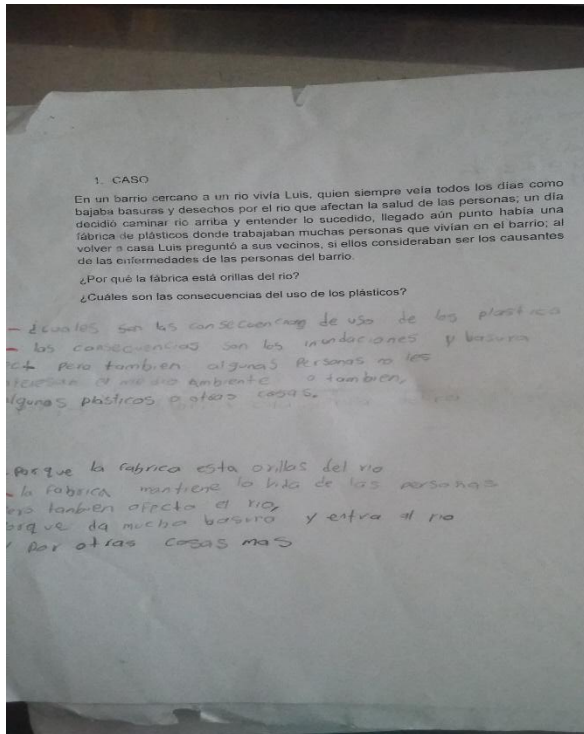 1. CASO
En un barrio cercano a un rio vivía Luis, quien siempre veía todos los días como
bajaba basuras y desechos por el rio que afectan la salud de las personas; un día
decidió caminar rio arriba y entender lo sucedido, llegado aún punto había una
fábrica de plásticos donde trabajaban muchas personas que vivían en el barrio; al
volver a casa Luis preguntó a sus vecinos, si ellos consideraban ser los causantes
de las enfermedades de las personas del barrio.
¿Por qué la fábrica está orillas del rio?
¿Cuáles son las consecuencias del uso de los plásticos?
son las de uso de los plastico
- las son las inundaciones y basura
pero tambien algunas personas no les
el medio ambiente o tambien,
algunas plasticos o otras cosas.
porque la fabrica esta orillas del rio
- la fabrica mantiene la vida de las personas
pero tanbien afecta el rio,
porque da mucha basura y entra al rio
y por otras cosas mas